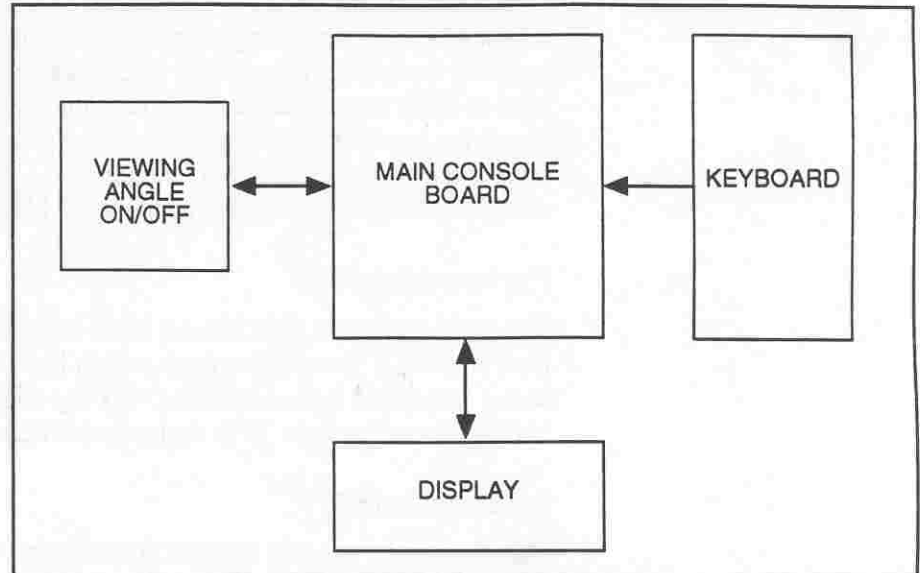 VIEWING
ANGLE
ON/OFF
MAIN CONSOLE
BOARD
KEYBOARD
DISPLAY